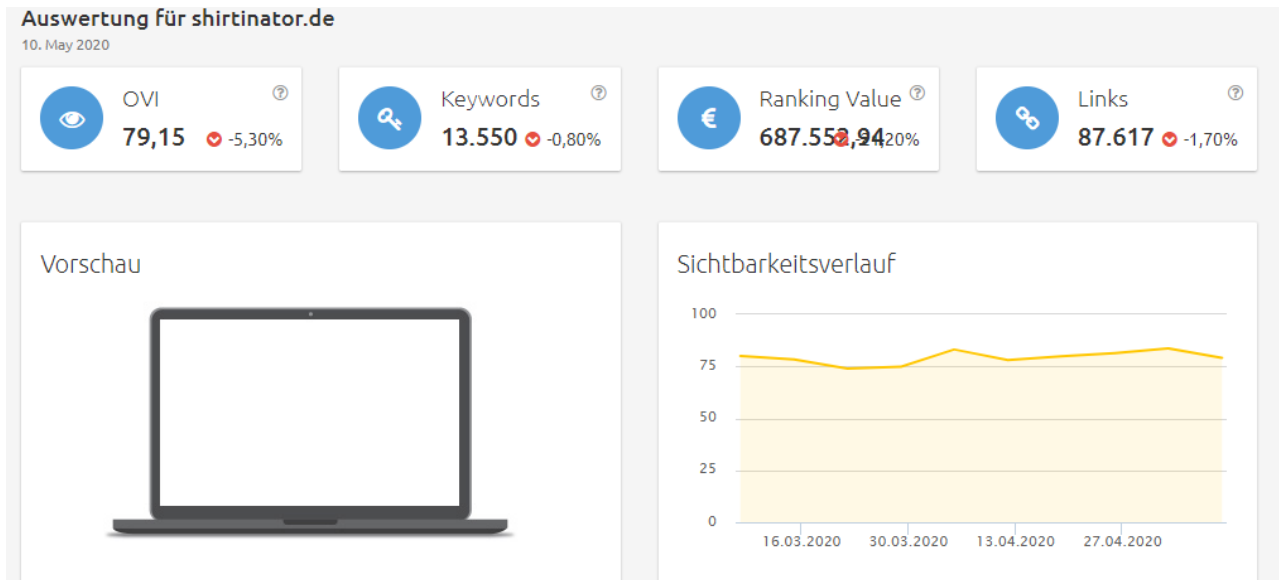 Auswertung für shirtinator.de
10. May 2020
OVI
79,15 -5,30%
Keywords
13.550 -0,80%
Ranking Value
€
Links
87.617 -1,70%
Vorschau
Sichtbarkeitsverlauf
100
75
50
25
0
16.03.2020 30.03.2020 13.04.2020 27.04.2020